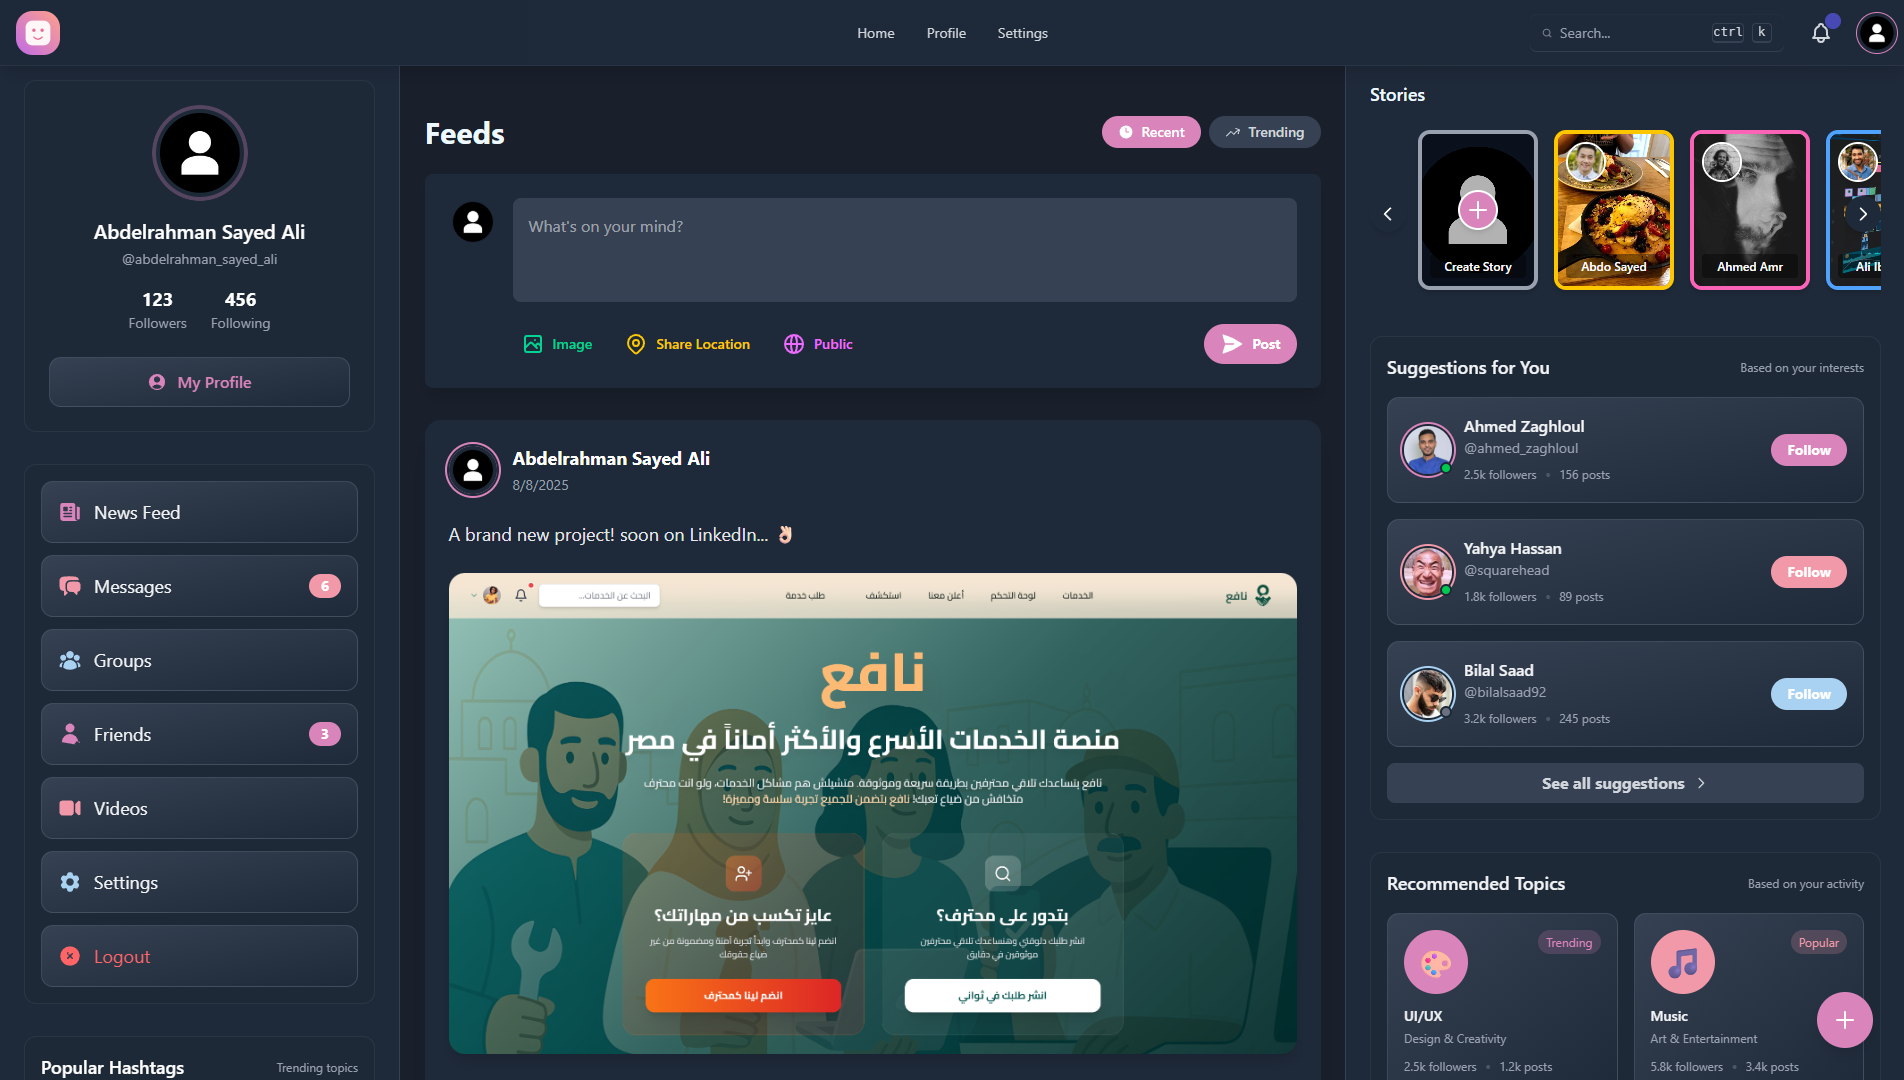 Home
Profile
Settings
Search...
ctrl k
Abdelrahman Sayed Ali
@abdelrahman_sayed_ali
123
Followers
456
Following
My Profile
News Feed
Messages
6
Groups
Friends
3
Videos
Settings
Logout
Popular Hashtags
Trending topics
Feeds
Recent
Trending
What's on your mind?
Image
Share Location
Public
Post
Abdelrahman Sayed Ali
8/8/2025
A brand new project! soon on LinkedIn... 👌🏻
نافع
الخدمات
لوحة التحكم
أعلن معنا
استكشف
طلب خدمة
البحث عن الخدمات...
نافع
منصة الخدمات الأسرع والأكثر أماناً في مصر
نافع بتساعدك تلاقي محترفين بطريقة سريعة وموثوقة. متشيلش هم مشاكل الخدمات، ولو انت محترف
متخافش من ضياع تعبك! نافع بتضمن للجميع تجربة سلسة ومميزة!
بتدور على محترف؟
انشر طلبك دلوقتي وهنساعدك تلاقي محترفين
موثوقين في دقايق
انشر طلبك في ثواني
عايز تكسب من مهاراتك؟
انضم لينا كمحترف وابدأ تجربة آمنة ومضمونة من غير
ضياع حقوقك
انضم لينا كمحترف
Stories
Create Story
Abdo Sayed
Ahmed Amr
Ali Ib
Suggestions for You
Based on your interests
Ahmed Zaghloul
@ahmed_zaghloul
2.5k followers • 156 posts
Follow
Yahya Hassan
@squarehead
1.8k followers • 89 posts
Follow
Bilal Saad
@bilalsaad92
3.2k followers • 245 posts
Follow
See all suggestions
Recommended Topics
Based on your activity
Trending
UI/UX
Design & Creativity
2.5k followers • 1.2k posts
Popular
Music
Art & Entertainment
5.8k followers • 3.4k posts